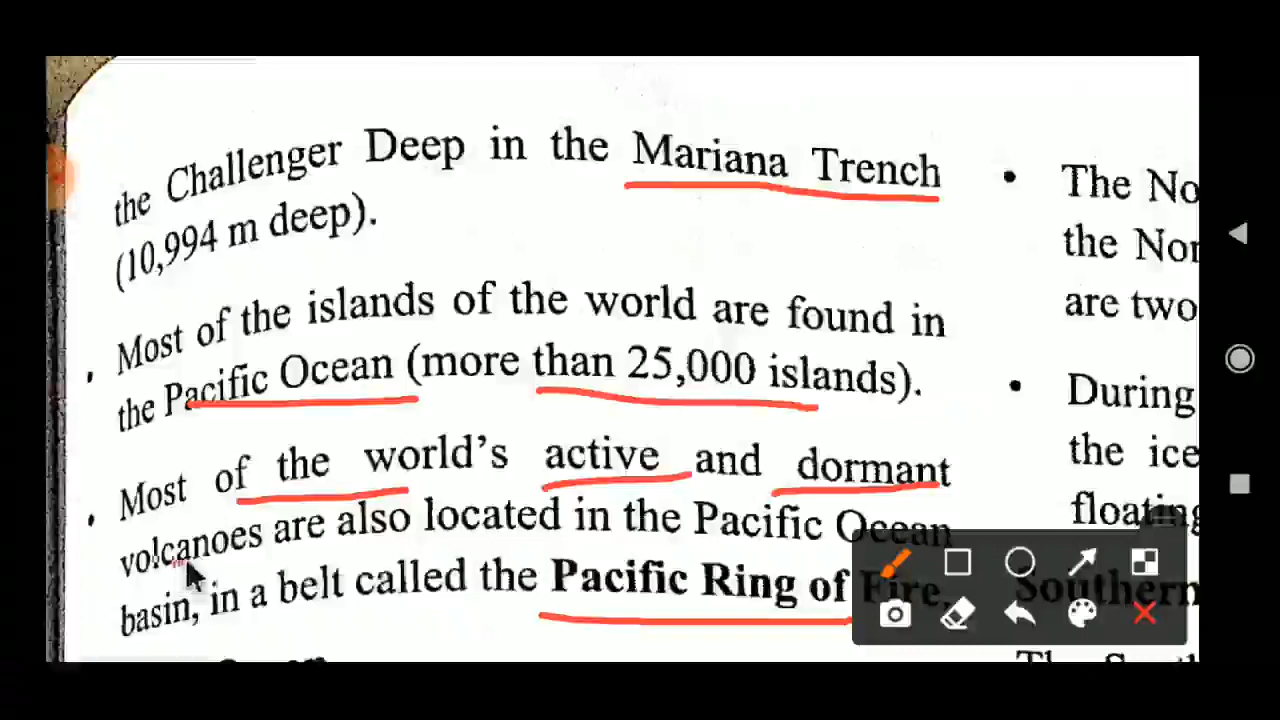 the Challenger Deep in the Mariana Trench
(10,994 m deep).
Most of the islands of the world are found in
the Pacific Ocean (more than 25,000 islands).
Most of the world's active and dormant
volcanoes are also located in the Pacific Ocean
basin, in a belt called the Pacific Ring of Fire.
• The No
the Nor
are two
• During
the ice
floating
Southern